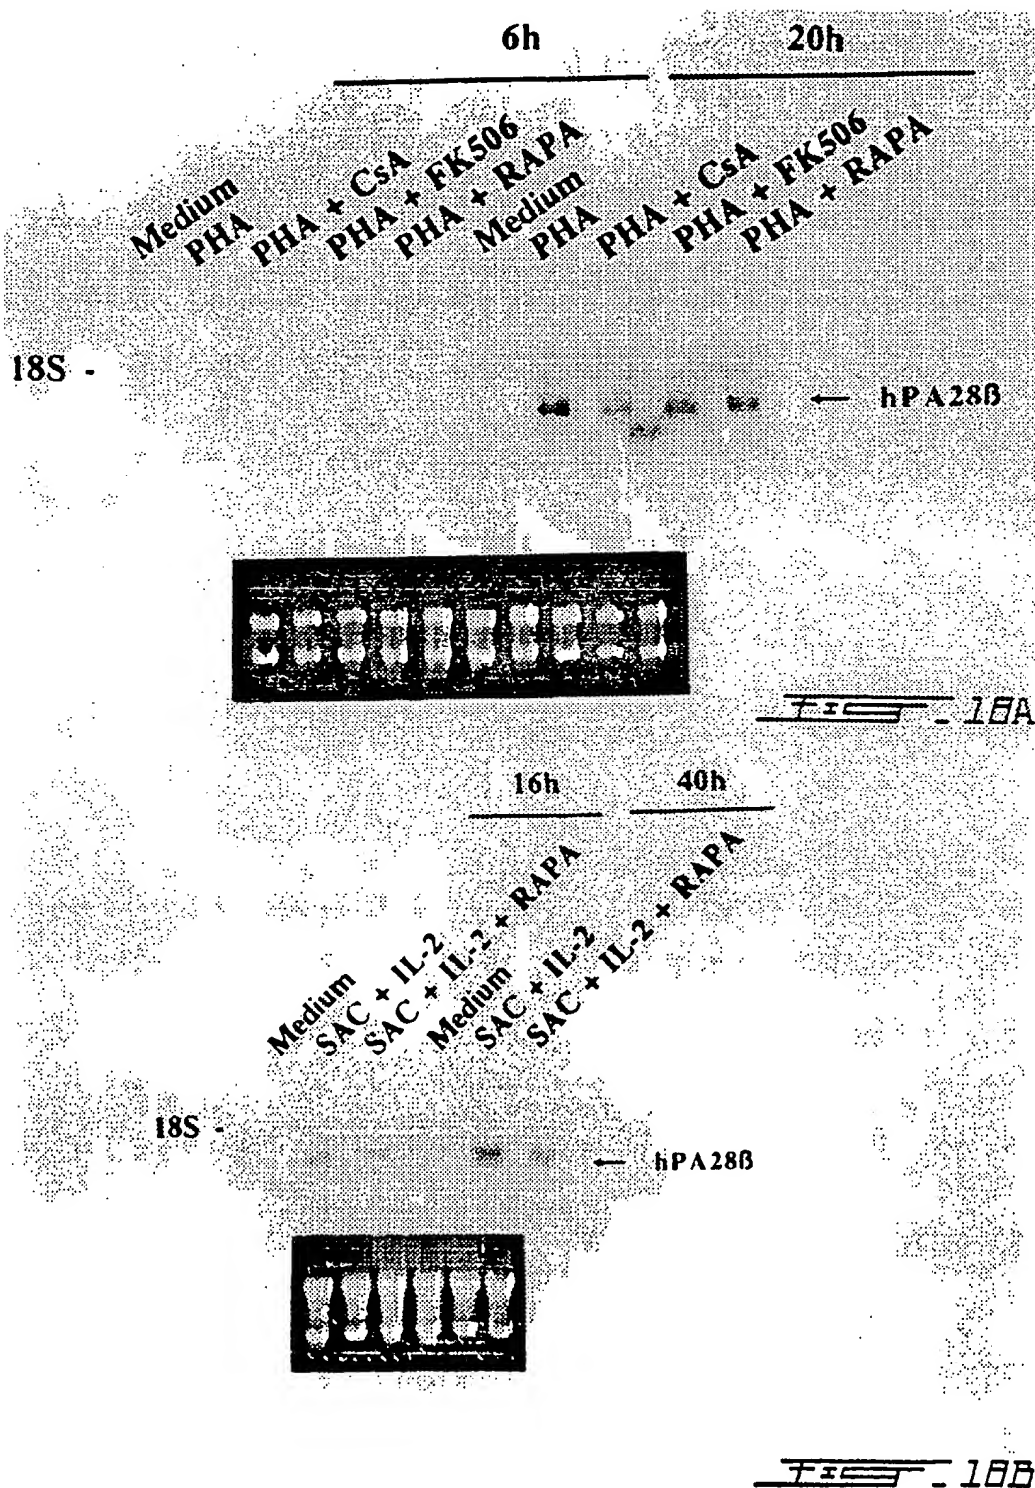 6h 20h
Medium
PHA
PHA + CsA
PHA + FK506
PHA + RAPA
Medium
PHA
PHA + CsA
PHA + FK506
PHA + RAPA
18S -
← hPA28β
FIG. 18A
16h 40h
Medium
SAC + IL-2
SAC + IL-2 + RAPA
Medium
SAC + IL-2
SAC + IL-2 + RAPA
18S -
← hPA28β
FIG. 18B